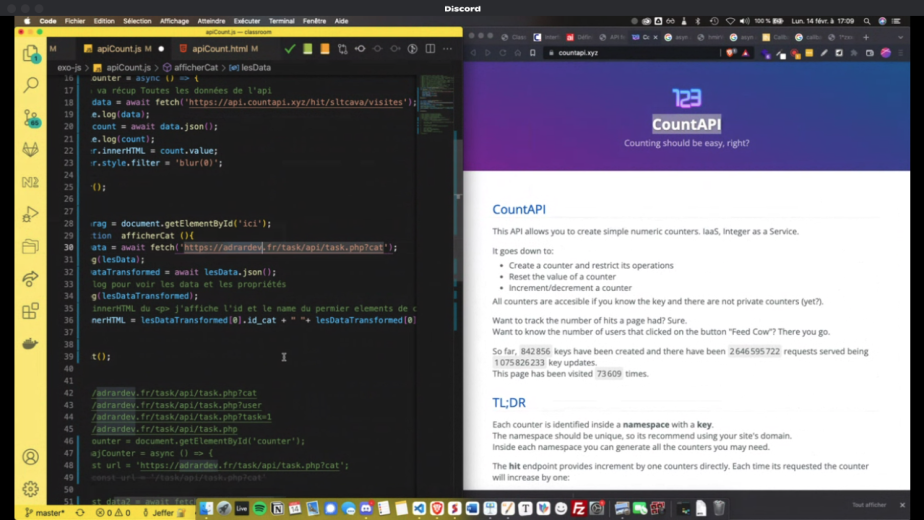 Discord
Code Fichier Edition Sélection Affichage Atteindre Exécuter Terminal Fenêtre Aide
100 % Lun. 14 févr. à 17:09
apiCount.js — classroom
apiCount.js apiCount.html
exo-js > apiCount.js > afficherCat > lesData
countapi.xyz
16 counter = async () => {
17 va récup Toutes les données de l'api
18 data = await fetch('https://api.countapi.xyz/hit/sltcava/visites');
19 e.log(data);
20 count = await data.json();
21 e.log(count);
22 er.innerHTML = count.value;
23 er.style.filter = 'blur(0)';
24
25 ();
26
27
28 rag = document.getElementById('ici');
29 ction afficherCat (){
30 ata = await fetch('https://adrardev.fr/task/api/task.php?cat');
31 g(lesData);
32 ataTransformed = await lesData.json();
33 log pour voir les data et les propriétés
34 g(lesDataTransformed);
35 innerHTML du <p> j'affiche l'id et le name du permier elements de c
36 nnerHTML = lesDataTransformed[0].id_cat + " "+ lesDataTransformed[0]
37
38
39 t();
40
41
42 /adrardev.fr/task/api/task.php?cat
43 /adrardev.fr/task/api/task.php?user
44 /adrardev.fr/task/api/task.php?task=1
45 /adrardev.fr/task/api/task.php
46 ounter = document.getElementById('counter');
47 ajCounter = async () => {
48 st url = 'https://adrardev.fr/task/api/task.php?cat';
49
50
51
master* 0 0 Jeffer
123
CountAPI
Counting should be easy, right?
CountAPI
This API allows you to create simple numeric counters. IaaS, Integer as a Service.
It goes down to:
• Create a counter and restrict its operations
• Reset the value of a counter
• Increment/decrement a counter
All counters are accesible if you know the key and there are not private counters (yet?).
Want to track the number of hits a page had? Sure.
Want to know the number of users that clicked on the button "Feed Cow"? There you go.
So far, 842 856 keys have been created and there have been 2 646 595 722 requests served being
1 075 826 233 key updates.
This page has been visited 73 609 times.
TL;DR
Each counter is identified inside a namespace with a key.
The namespace should be unique, so its recommend using your site's domain.
Inside each namespace you can generate all the counters you may need.
The hit endpoint provides increment by one counters directly. Each time its requested the counter
will increase by one:
Tout afficher